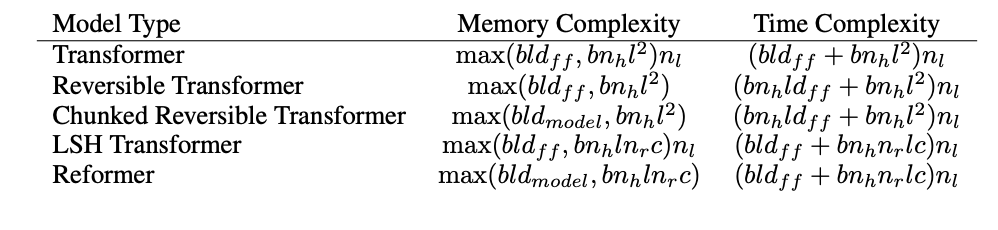 Model Type Memory Complexity Time Complexity
Transformer max(bld_{ff}, bn_hl^2)n_l (bld_{ff} + bn_hl^2)n_l
Reversible Transformer max(bld_{ff}, bn_hl^2) (bn_hld_{ff} + bn_hl^2)n_l
Chunked Reversible Transformer max(bld_{model}, bn_hl^2) (bn_hld_{ff} + bn_hl^2)n_l
LSH Transformer max(bld_{ff}, bn_hln_rc)n_l (bld_{ff} + bn_hn_rlc)n_l
Reformer max(bld_{model}, bn_hln_rc) (bld_{ff} + bn_hn_rlc)n_l